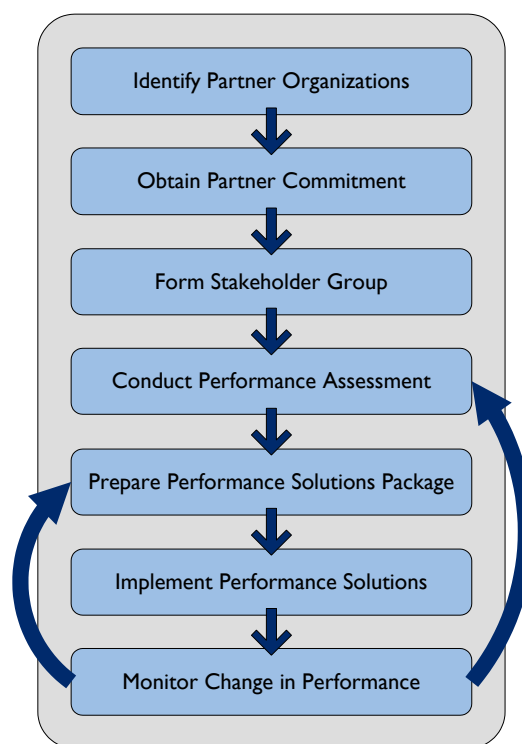 Identify Partner Organizations
Obtain Partner Commitment
Form Stakeholder Group
Conduct Performance Assessment
Prepare Performance Solutions Package
Implement Performance Solutions
Monitor Change in Performance